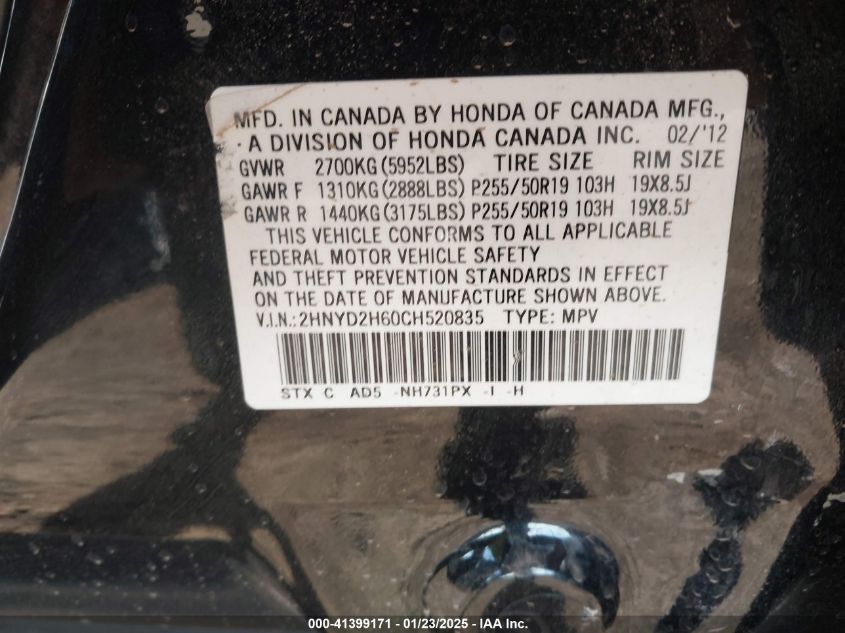 MFD. IN CANADA BY HONDA OF CANADA MFG.,
A DIVISION OF HONDA CANADA INC. 02/'12
GVWR 2700KG(5952LBS) TIRE SIZE RIM SIZE
GAWR F 1310KG(2888LBS) P255/50R19 103H 19X8.5J
GAWR R 1440KG(3175LBS) P255/50R19 103H 19X8.5J
THIS VEHICLE CONFORMS TO ALL APPLICABLE
FEDERAL MOTOR VEHICLE SAFETY
AND THEFT PREVENTION STANDARDS IN EFFECT
ON THE DATE OF MANUFACTURE SHOWN ABOVE.
V.I.N.:2HNYD2H60CH520835 TYPE: MPV
STX C AD5 -NH731PX -I -H
000-41399171 - 01/23/2025 - IAA Inc.